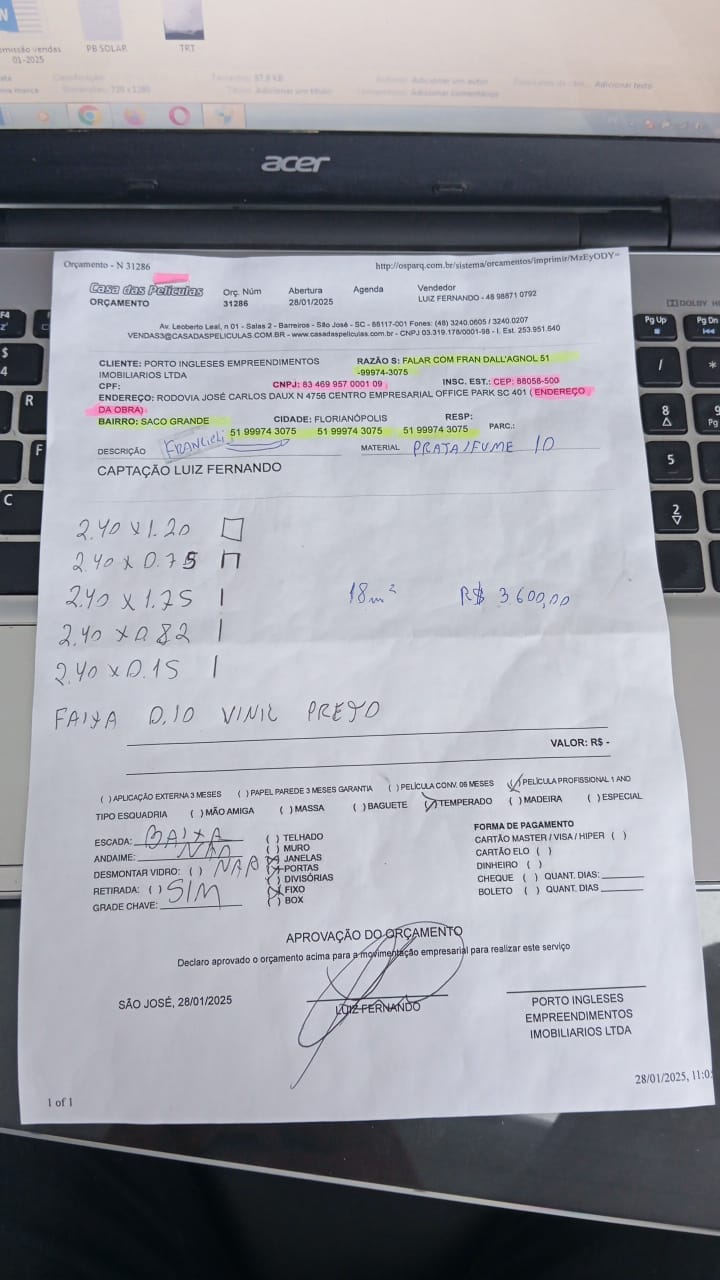 01-2025
PB SOLAR
TRT
acer
Orçamento - N 31286
http://osparq.com.br/sistema/orcamentos/imprimir/MzEyODY=
Casa das Películas Orç. Núm Abertura Agenda Vendedor
ORÇAMENTO 31286 28/01/2025 LUIZ FERNANDO - 48 98871 0792
Av. Leoberto Leal, n 01 - Salas 2 - Barreiros - São José - SC - 88117-001 Fones: (48) 3240.0605 / 3240.0207
VENDAS3@CASADASPELICULAS.COM.BR - www.casadaspeliculas.com.br - CNPJ 03.319.178/0001-98 - I. Est. 253.951.640
CLIENTE: PORTO INGLESES EMPREENDIMENTOS RAZÃO S: FALAR COM FRAN DALL'AGNOL 51
IMOBILIARIOS LTDA -99974-3075
CPF: CNPJ: 83 469 957 0001 09 INSC. EST.: CEP: 88058-500
ENDEREÇO: RODOVIA JOSÉ CARLOS DAUX N 4756 CENTRO EMPRESARIAL OFFICE PARK SC 401 ( ENDEREÇO
DA OBRA)
BAIRRO: SACO GRANDE CIDADE: FLORIANÓPOLIS RESP:
51 99974 3075 51 99974 3075 51 99974 3075 PARC.:
DESCRIÇÃO MATERIAL PRATA/FUME 10
CAPTAÇÃO LUIZ FERNANDO
2.40 x 1.20
2.40 x 0.75
2.40 x 1.75 18m² R$ 3600,00
2.40 x 0.82
2.40 x 0.15
FAIXA 0.10 VINIL PRETO
VALOR: R$ -
( ) APLICAÇÃO EXTERNA 3 MESES ( ) PAPEL PAREDE 3 MESES GARANTIA ( ) PELÍCULA CONV. 06 MESES ( ) PELÍCULA PROFISSIONAL 1 ANO
TIPO ESQUADRIA ( ) MÃO AMIGA ( ) MASSA ( ) BAGUETE ( ) TEMPERADO ( ) MADEIRA ( ) ESPECIAL
ESCADA: BAIXA ( ) TELHADO FORMA DE PAGAMENTO
ANDAIME: NÃO ( ) MURO CARTÃO MASTER / VISA / HIPER ( )
DESMONTAR VIDRO: ( ) NÃO (X) JANELAS CARTÃO ELO ( )
(X) PORTAS DINHEIRO ( )
RETIRADA: ( ) SIM ( ) DIVISÓRIAS CHEQUE ( ) QUANT. DIAS:
GRADE CHAVE: (X) FIXO BOLETO ( ) QUANT. DIAS
( ) BOX
APROVAÇÃO DO ORÇAMENTO
Declaro aprovado o orçamento acima para a movimentação empresarial para realizar este serviço
SÃO JOSÉ, 28/01/2025 LUIZ FERNANDO PORTO INGLESES
EMPREENDIMENTOS
IMOBILIARIOS LTDA
28/01/2025, 11:0
1 of 1